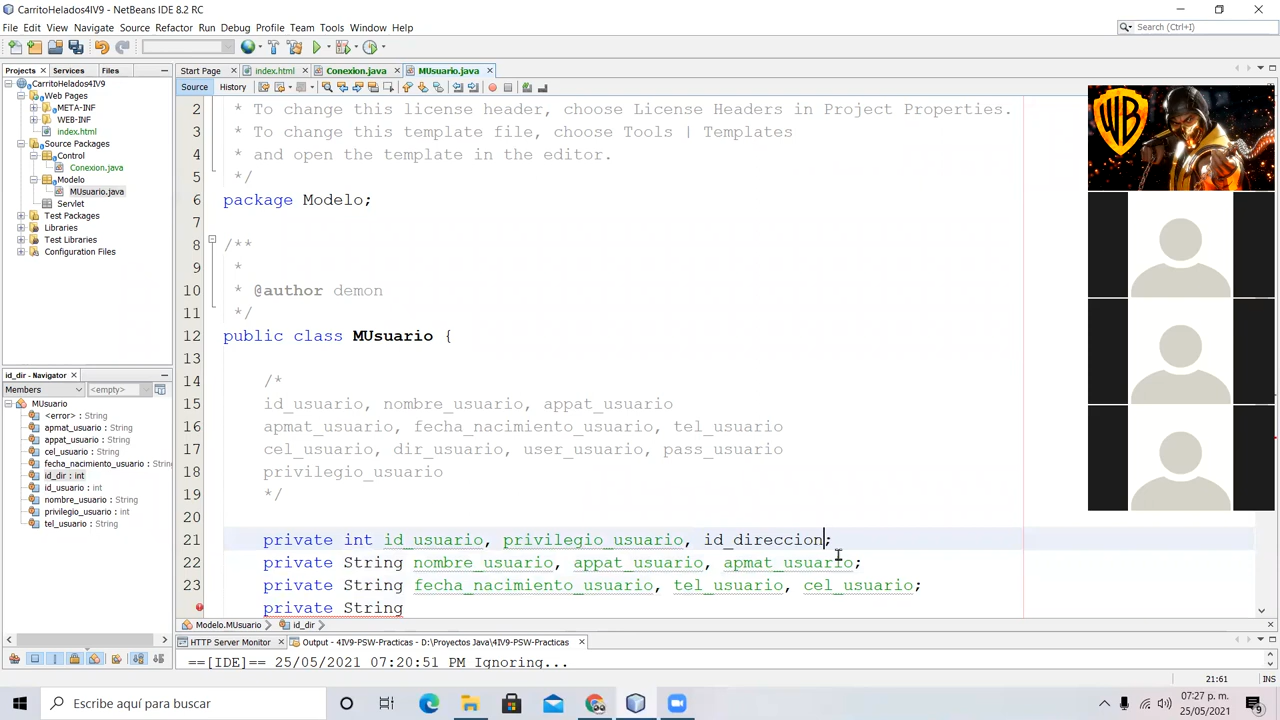 CarritoHelados4IV9 - NetBeans IDE 8.2 RC
File Edit View Navigate Source Refactor Run Debug Profile Team Tools Window Help
Search (Ctrl+I)
Projects Services Files
Start Page index.html Conexion.java MUsuario.java
Source History
CarritoHelados4IV9
Web Pages
META-INF
WEB-INF
index.html
Source Packages
Control
Conexion.java
Modelo
MUsuario.java
Servlet
Test Packages
Libraries
Test Libraries
Configuration Files
id_dir - Navigator
Members <empty>
MUsuario
<error> : String
apmat_usuario : String
appat_usuario : String
cel_usuario : String
fecha_nacimiento_usuario : String
id_dir : int
id_usuario : int
nombre_usuario : String
privilegio_usuario : int
tel_usuario : String
2 * To change this license header, choose License Headers in Project Properties.
3 * To change this template file, choose Tools | Templates
4 * and open the template in the editor.
5 */
6 package Modelo;
7
8 /**
9 *
10 * @author demon
11 */
12 public class MUsuario {
13
14 /*
15 id_usuario, nombre_usuario, appat_usuario
16 apmat_usuario, fecha_nacimiento_usuario, tel_usuario
17 cel_usuario, dir_usuario, user_usuario, pass_usuario
18 privilegio_usuario
19 */
20
21 private int id_usuario, privilegio_usuario, id_direccion;
22 private String nombre_usuario, appat_usuario, apmat_usuario;
23 private String fecha_nacimiento_usuario, tel_usuario, cel_usuario;
private String
WB
Modelo.MUsuario id_dir
HTTP Server Monitor Output - 4IV9-PSW-Practicas - D:\Proyectos Java\4IV9-PSW-Practicas
==[IDE]== 25/05/2021 07:20:51 PM Ignoring...
21:61 INS
Escribe aquí para buscar
07:27 p. m.
25/05/2021
9